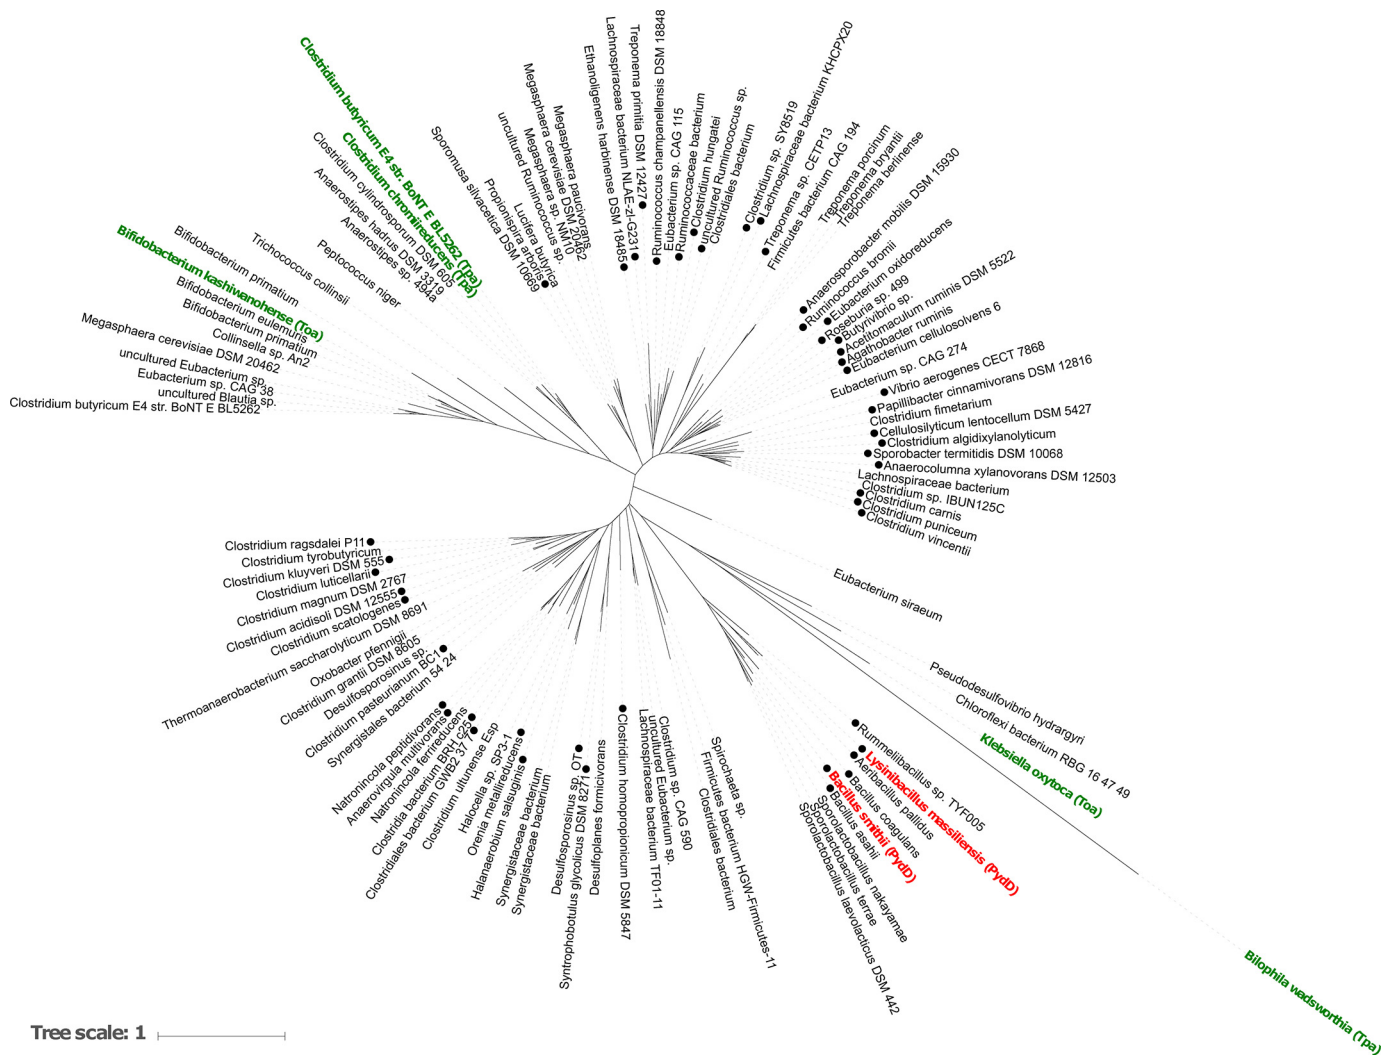 Clostridium butyricum E4 str. BoNT E BL5262 (Tpa)
Clostridium chromiireducens (Tpa)
Clostridium cylindrosporum DSM 605
Anaerostipes hadrus DSM 3319
Anaerostipes sp. 494a
Peptococcus niger
Trichococcus collinsii
Bifidobacterium primatium
Bifidobacterium kashiwanohense (Toa)
Bifidobacterium eulemuris
Bifidobacterium primatium
Collinsella sp. An2
Megasphaera cerevisiae DSM 20462
uncultured Eubacterium sp.
Eubacterium sp. CAG 38
uncultured Blautia sp.
Clostridium butyricum E4 str. BoNT E BL5262
Sporomusa silvacetica DSM 10669
Propionispira arboris
Lucifera butyrica
uncultured Ruminococcus sp.
Megasphaera sp. NM10
Megasphaera cerevisiae DSM 20462
Megasphaera paucivorans
Ethanoligenens harbinense DSM 18485
Lachnospiraceae bacterium NLAE-zl-G231
Treponema primitia DSM 12427
Ruminococcus champanellensis DSM 18848
Eubacterium sp. CAG 115
Ruminococcaceae bacterium
Clostridium hungatei
uncultured Ruminococcus sp.
Clostridiales bacterium
Clostridium sp. SY8519
Lachnospiraceae bacterium KHCPX20
Treponema sp. CETP13
Firmicutes bacterium CAG 194
Treponema porcinum
Treponema bryantii
Treponema berlinense
Anaerosporobacter mobilis DSM 15930
Ruminococcus bromii
Eubacterium oxidoreducens
Roseburia sp. 499
Butyrivibrio sp.
Acetitomaculum ruminis DSM 5522
Agathobacter ruminis
Eubacterium cellulosolvens 6
Eubacterium sp. CAG 274
Vibrio aerogenes CECT 7868
Papillibacter cinnamivorans DSM 12816
Clostridium fimetarium
Cellulosilyticum lentocellum DSM 5427
Clostridium algidixylanolyticum
Sporobacter termitidis DSM 10068
Anaerocolumna xylanovorans DSM 12503
Lachnospiraceae bacterium
Clostridium sp. IBUN125C
Clostridium carnis
Clostridium puniceum
Clostridium vincentii
Eubacterium siraeum
Pseudodesulfovibrio hydrargyri
Chloroflexi bacterium RBG 16 47 49
Klebsiella oxytoca (Toa)
Bilophila wadsworthia (Tpa)
Rummeliibacillus sp. TYF005
Lysinibacillus massiliensis (PydD)
Aeribacillus pallidus
Bacillus coagulans
Bacillus smithii (PydD)
Bacillus asahii
Sporolactobacillus nakayamae
Sporolactobacillus terrae
Sporolactobacillus laevolacticus DSM 442
Spirochaeta sp.
Firmicutes bacterium HGW-Firmicutes-11
Clostridiales bacterium
Clostridium sp. CAG 590
uncultured Eubacterium sp.
Lachnospiraceae bacterium TF01-11
Clostridium homopropionicum DSM 5847
Desulfoplanes formicivorans
Syntrophobotulus glycolicus DSM 8271
Desulfosporosinus sp. OT
Synergistaceae bacterium
Synergistaceae bacterium
Halanaerobium salsuginis
Orenia metallireducens
Halocella sp. SP3-1
Clostridium ultunense Esp
Clostridiales bacterium GWB2 37 7
Clostridia bacterium BRH c25
Natronincola ferrireducens
Anaerovirgula multivorans
Natronincola peptidivorans
Synergistales bacterium 54 24
Clostridium pasteurianum BC1
Desulfosporosinus sp.
Clostridium grantii DSM 8605
Oxobacter pfennigii
Thermoanaerobacterium saccharolyticum DSM 8691
Clostridium scatologenes
Clostridium acidisoli DSM 12555
Clostridium magnum DSM 2767
Clostridium luticellarii
Clostridium kluyveri DSM 555
Clostridium tyrobutyricum
Clostridium ragsdalei P11
Tree scale: 1